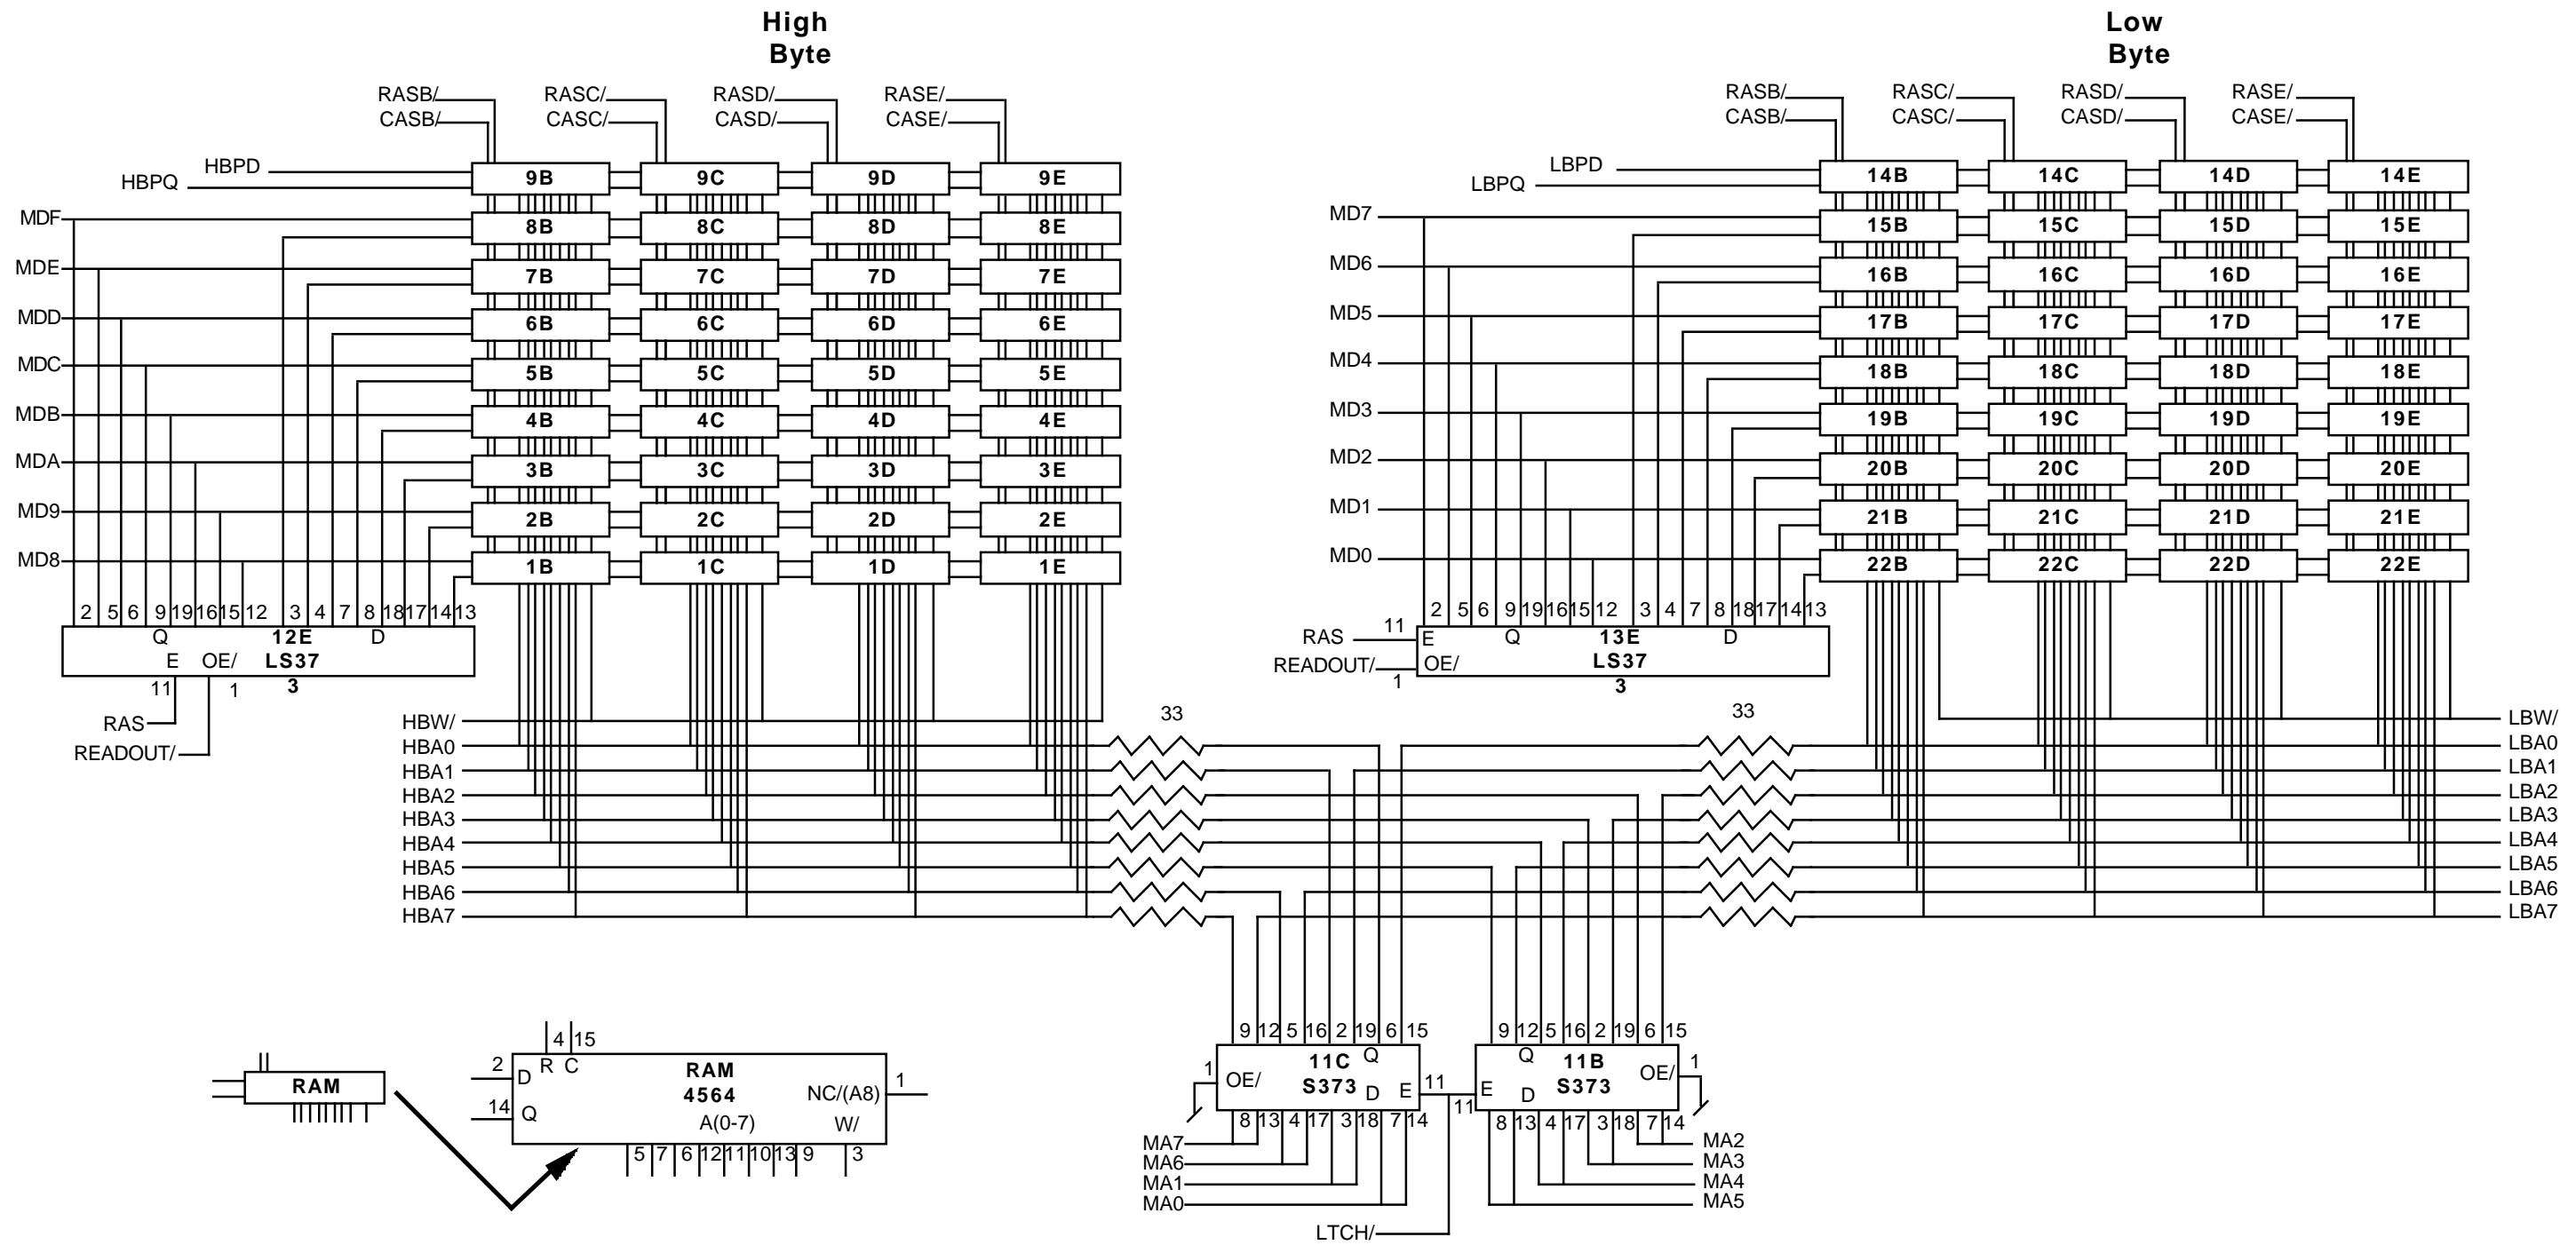 High
Byte
Low
Byte
RASB/ RASC/ RASD/ RASE/
CASB/ CASC/ CASD/ CASE/
RASB/ RASC/ RASD/ RASE/
CASB/ CASC/ CASD/ CASE/
HBPD
HBPQ
9B 9C 9D 9E
MDF 8B 8C 8D 8E
MDE 7B 7C 7D 7E
MDD 6B 6C 6D 6E
MDC 5B 5C 5D 5E
MDB 4B 4C 4D 4E
MDA 3B 3C 3D 3E
MD9 2B 2C 2D 2E
MD8 1B 1C 1D 1E
2 5 6 9 19 16 15 12 3 4 7 8 18 17 14 13
Q 12E D
E OE/ LS37
11 1 3
RAS
READOUT/
LBPD
LBPQ
14B 14C 14D 14E
MD7 15B 15C 15D 15E
MD6 16B 16C 16D 16E
MD5 17B 17C 17D 17E
MD4 18B 18C 18D 18E
MD3 19B 19C 19D 19E
MD2 20B 20C 20D 20E
MD1 21B 21C 21D 21E
MD0 22B 22C 22D 22E
2 5 6 9 19 16 15 12 3 4 7 8 18 17 14 13
RAS 11 E Q 13E D
READOUT/ OE/ LS37
1 3
HBW/ 33 33 LBW/
HBA0 LBA0
HBA1 LBA1
HBA2 LBA2
HBA3 LBA3
HBA4 LBA4
HBA5 LBA5
HBA6 LBA6
HBA7 LBA7
RAM
4 15
2 D R C RAM
4564 NC/(A8) 1
14 Q A(0-7) W/
5 7 6 12 11 10 13 9 3
9 12 5 16 2 19 6 15
1 11C Q
OE/ S373 D E 11
8 13 4 17 3 18 7 14
MA7
MA6
MA1
MA0
LTCH/
9 12 5 16 2 19 6 15
Q 11B 1
11 E D S373 OE/
8 13 4 17 3 18 7 14
MA2
MA3
MA4
MA5